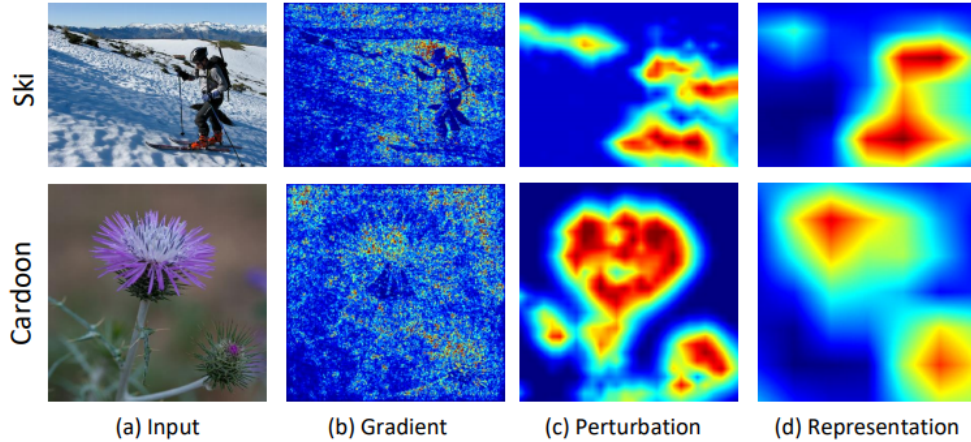 Ski
Cardoon
(a) Input
(b) Gradient
(c) Perturbation
(d) Representation